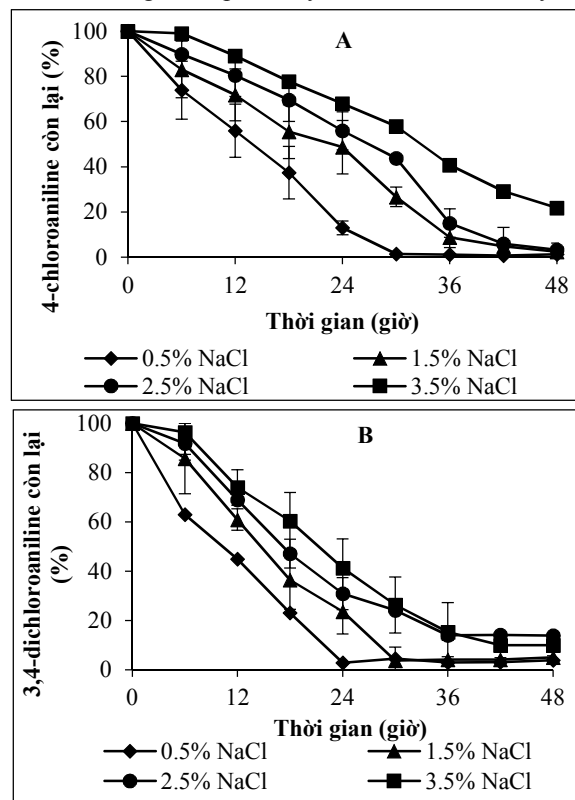 A
100
80
60
40
20
0
4-chloroaniline còn lại (%)
0 12 24 36 48
Thời gian (giờ)
0.5% NaCl 1.5% NaCl
2.5% NaCl 3.5% NaCl
B
100
80
60
40
20
0
3,4-dichloroaniline còn lại
(%)
0 12 24 36 48
Thời gian (giờ)
0.5% NaCl 1.5% NaCl
2.5% NaCl 3.5% NaCl